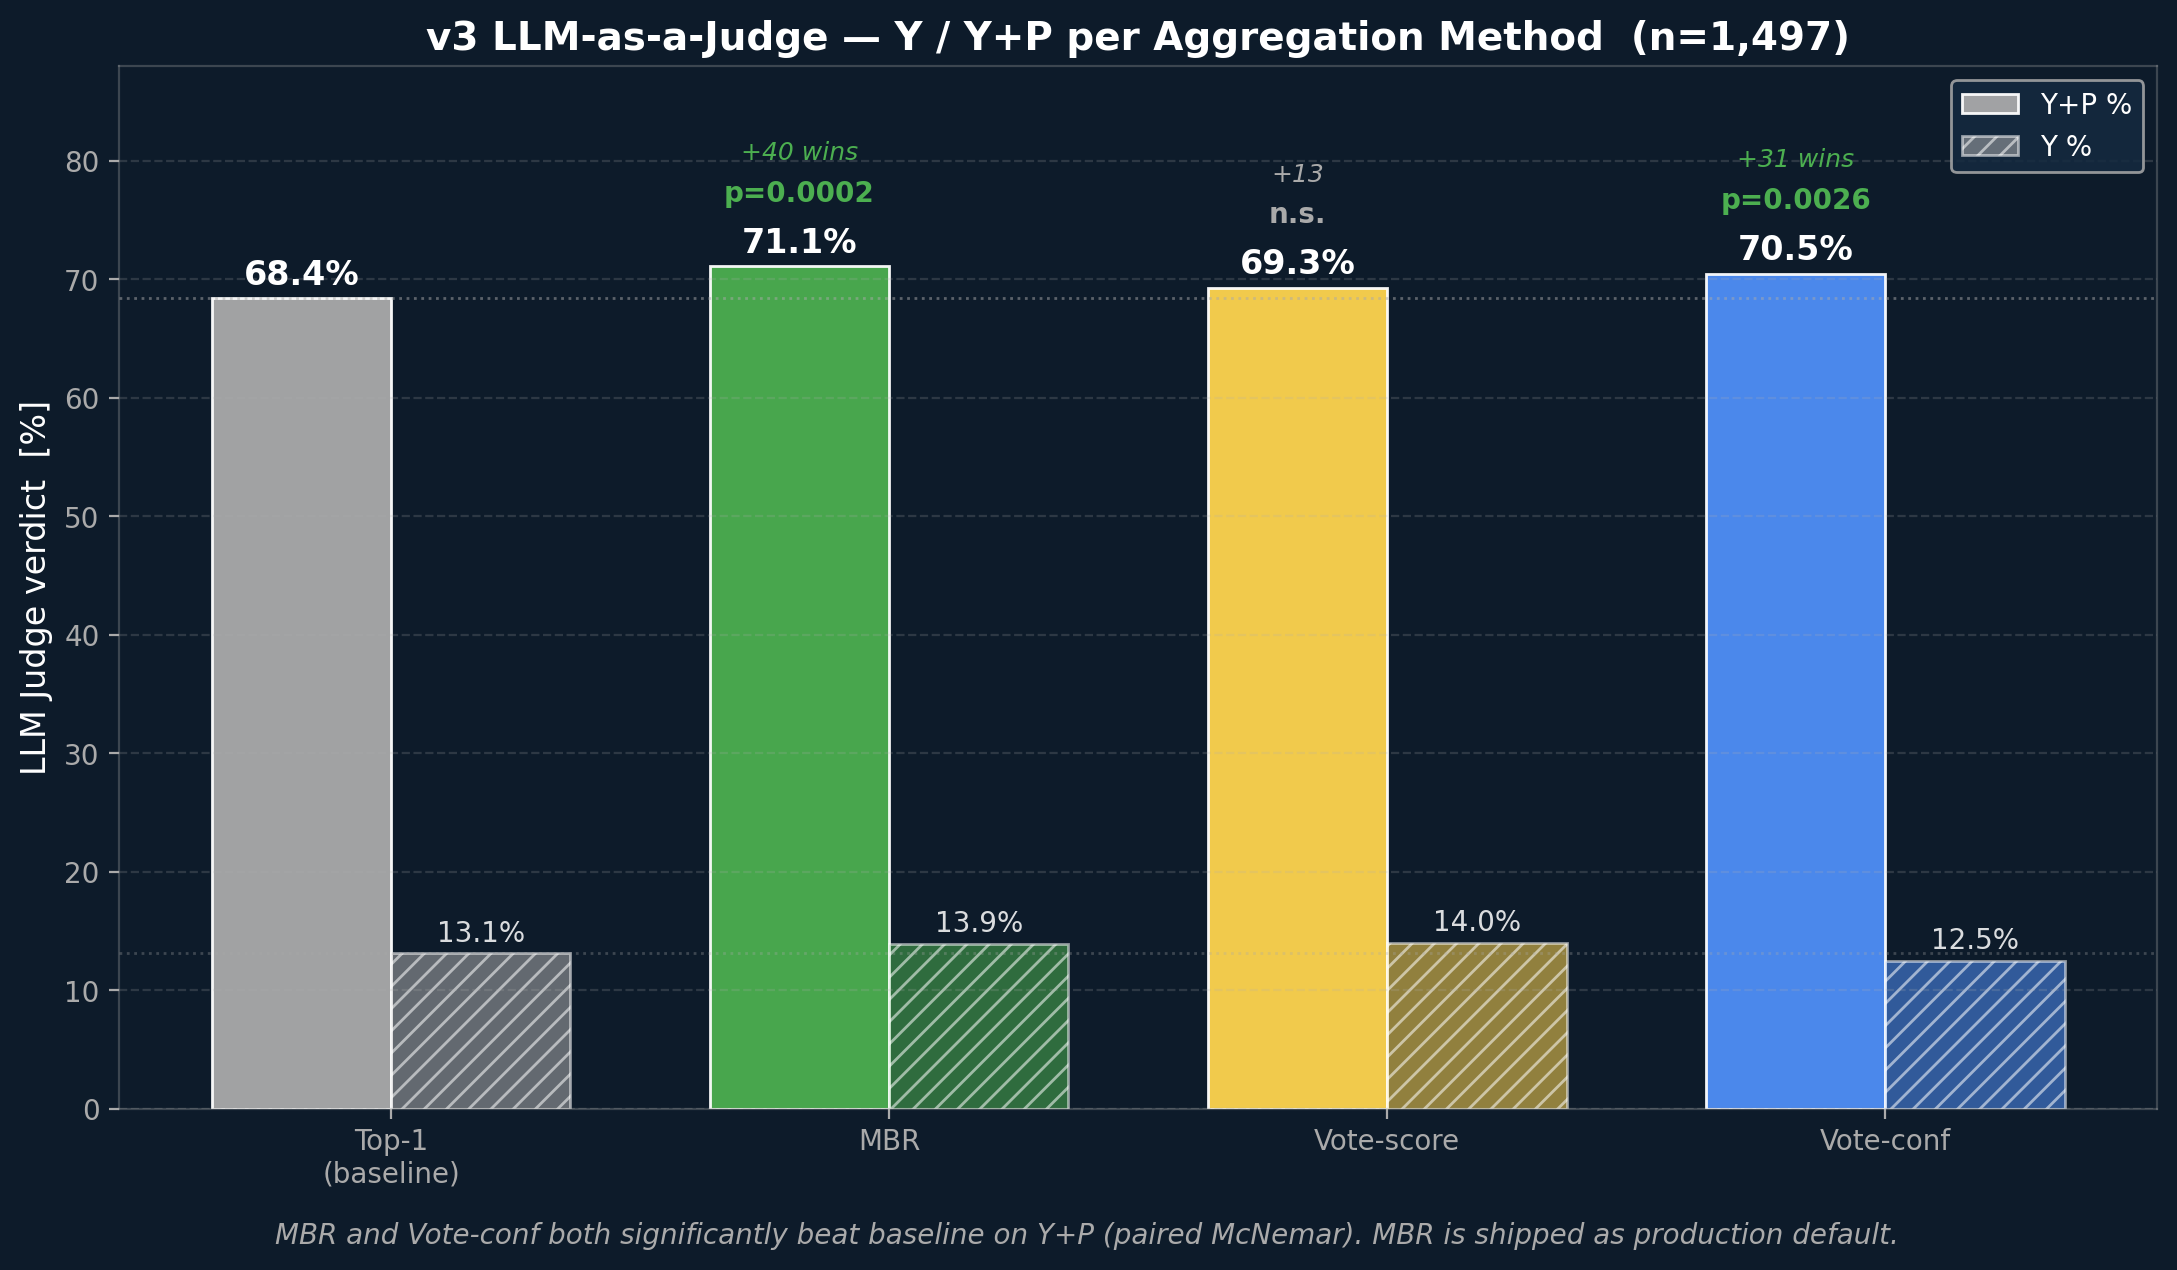 v3 LLM-as-a-Judge — Y / Y+P per Aggregation Method (n=1,497)
Y+P %
Y %
LLM Judge verdict [%]
80
70
60
50
40
30
20
10
0
68.4%
13.1%
+40 wins
p=0.0002
71.1%
13.9%
+13
n.s.
69.3%
14.0%
+31 wins
p=0.0026
70.5%
12.5%
Top-1
(baseline)
MBR
Vote-score
Vote-conf
MBR and Vote-conf both significantly beat baseline on Y+P (paired McNemar). MBR is shipped as production default.